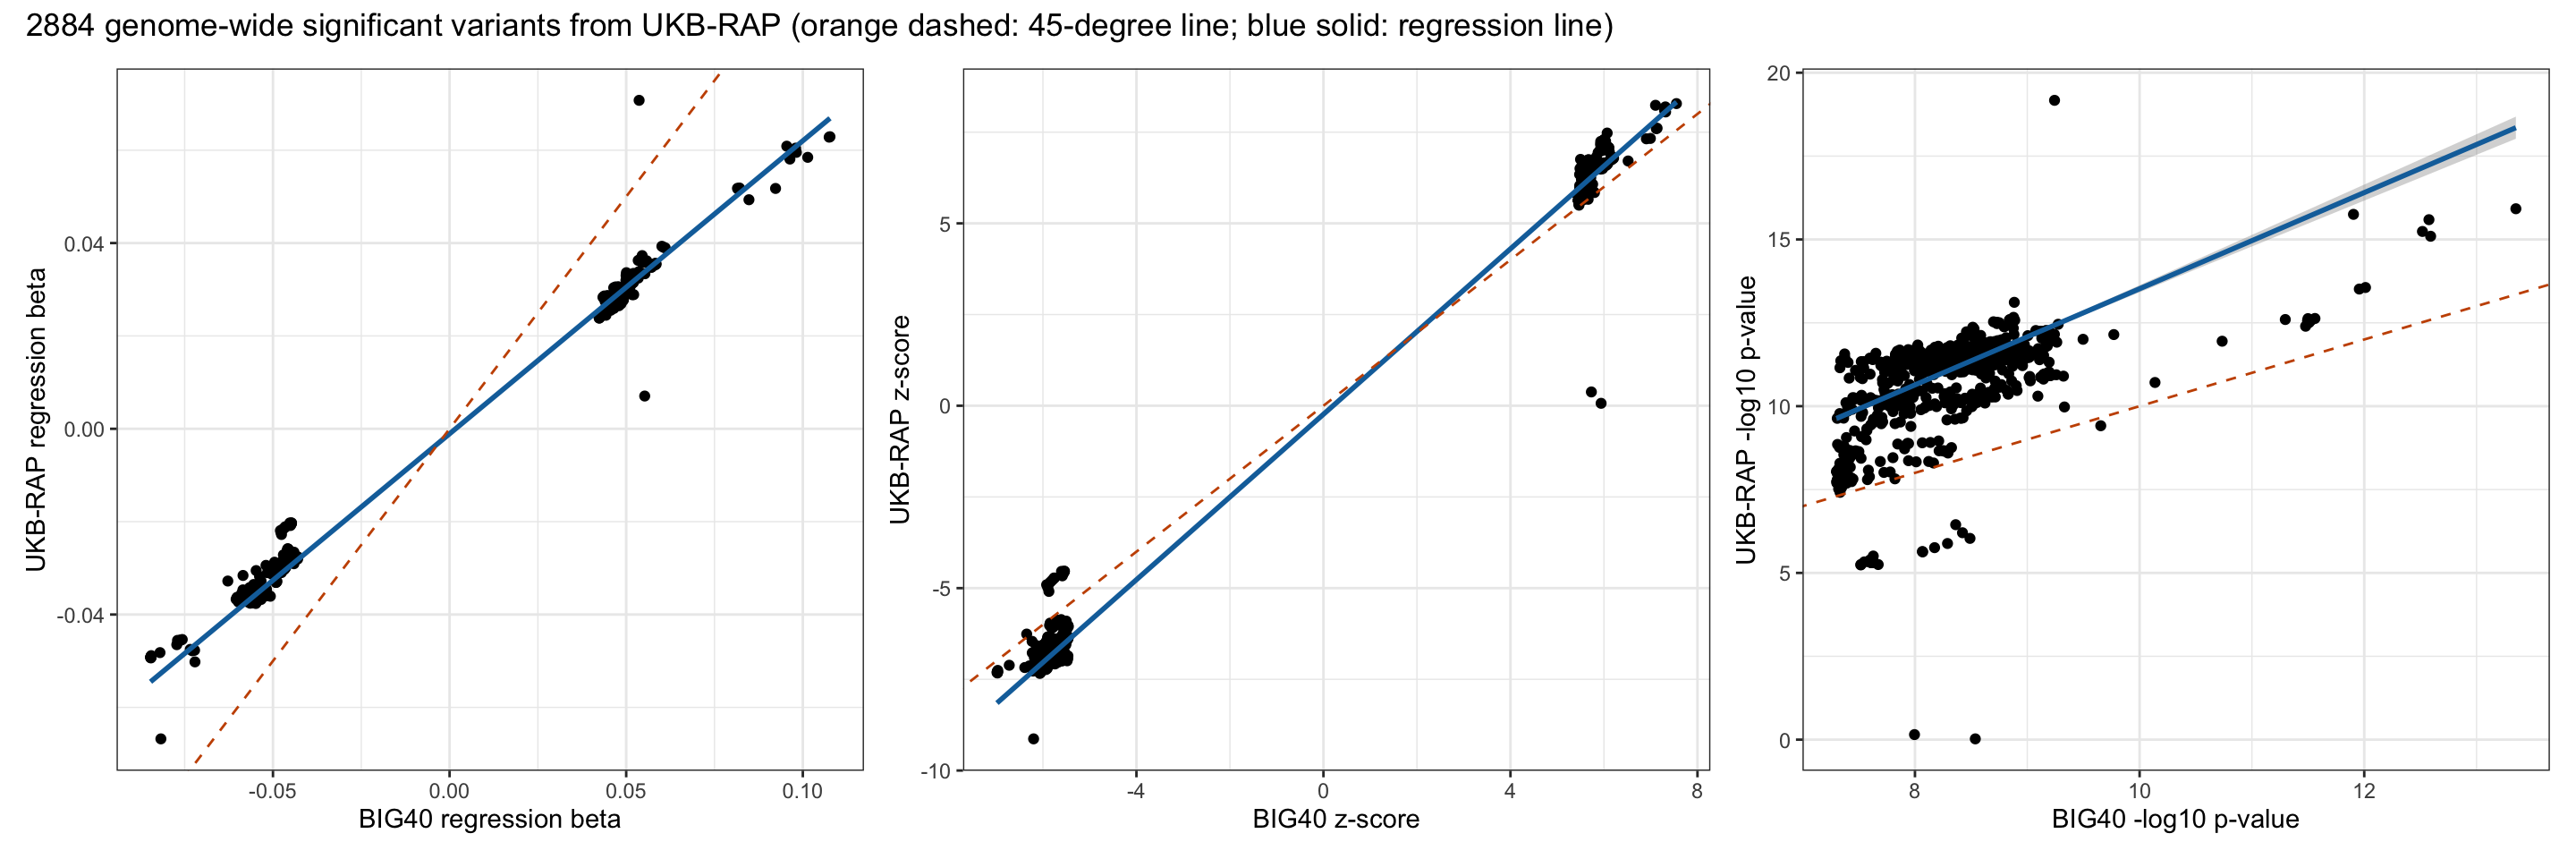 2884 genome-wide significant variants from UKB-RAP (orange dashed: 45-degree line; blue solid: regression line)
UKB-RAP regression beta
0.04
0.00
-0.04
-0.05 0.00 0.05 0.10
BIG40 regression beta
UKB-RAP z-score
5
0
-5
-10
-4 0 4 8
BIG40 z-score
UKB-RAP -log10 p-value
20
15
10
5
0
8 10 12
BIG40 -log10 p-value